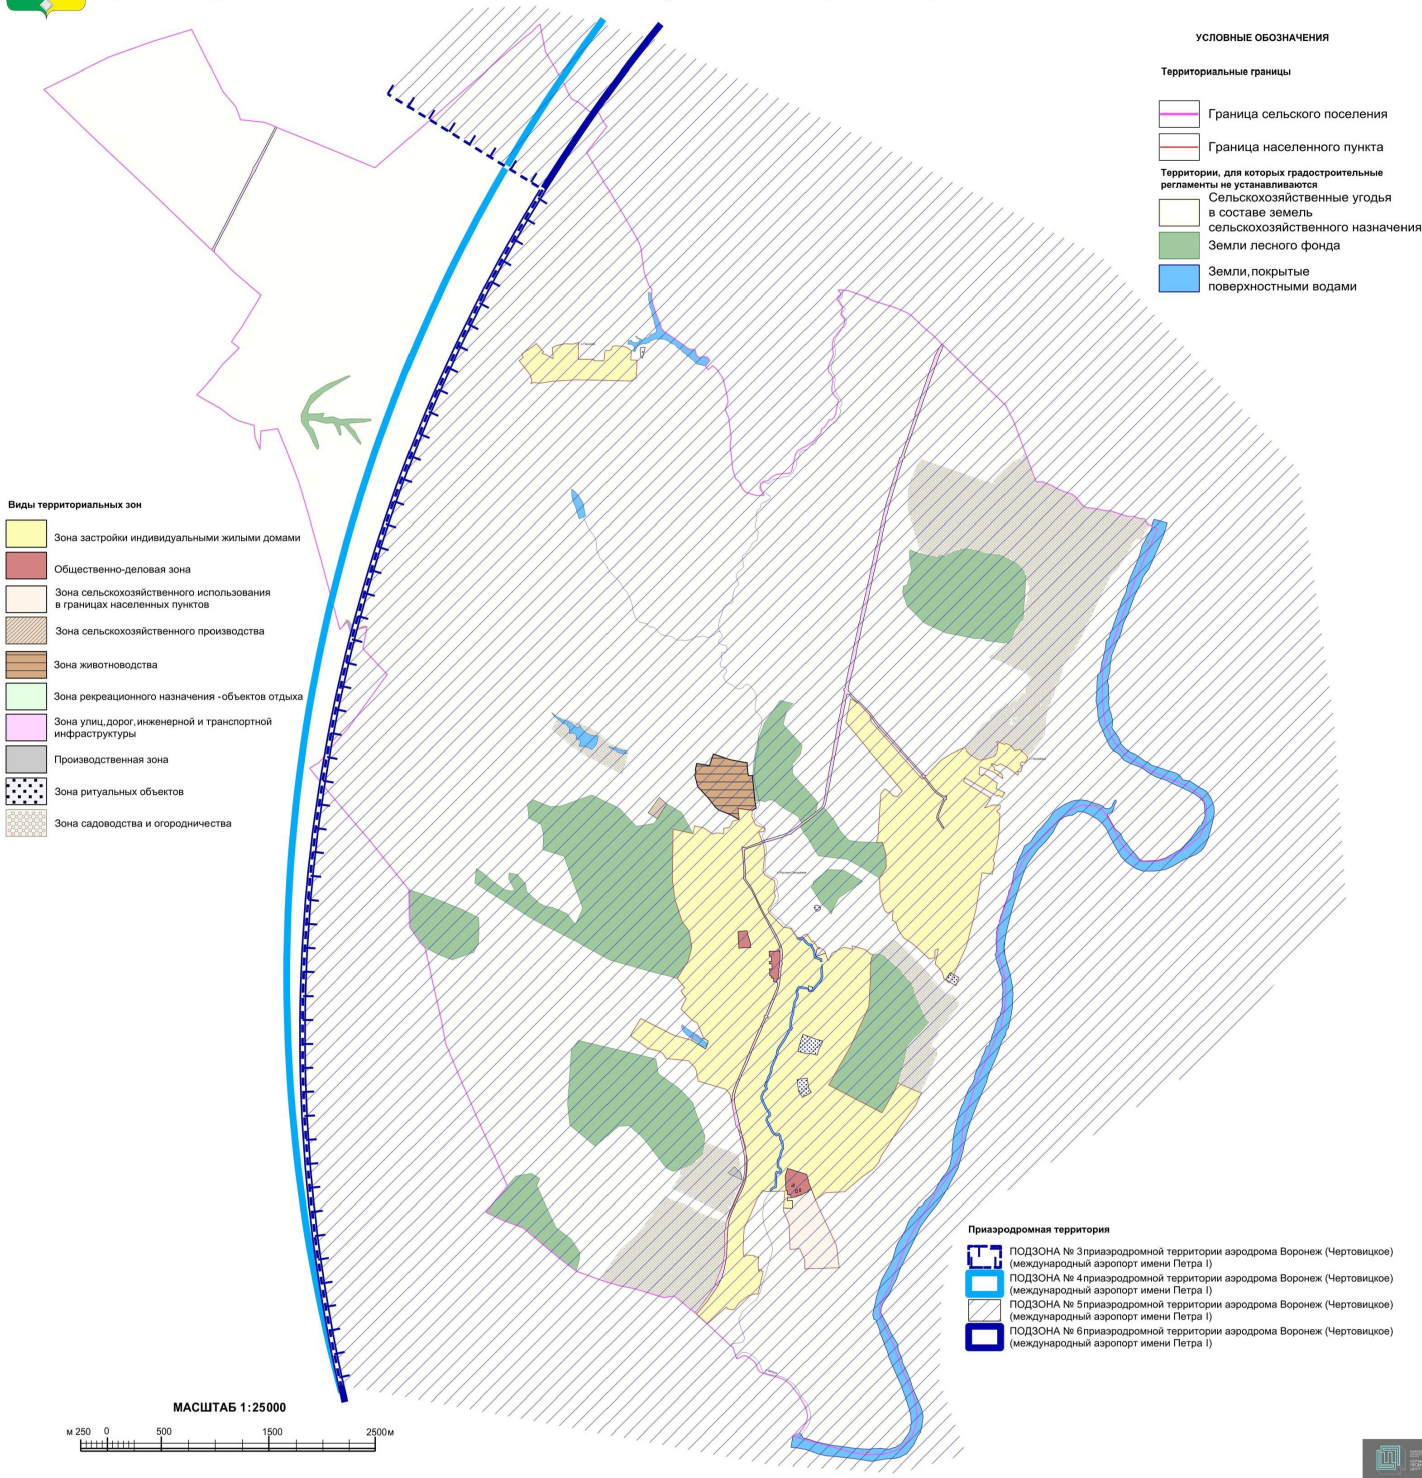 УСЛОВНЫЕ ОБОЗНАЧЕНИЯ
Территориальные границы
Граница сельского поселения
Граница населенного пункта
Территории, для которых градостроительные
регламенты не устанавливаются
Сельскохозяйственные угодья
в составе земель
сельскохозяйственного назначения
Земли лесного фонда
Земли, покрытые
поверхностными водами
Виды территориальных зон
Зона застройки индивидуальными жилыми домами
Общественно-деловая зона
Зона сельскохозяйственного использования
в границах населенных пунктов
Зона сельскохозяйственного производства
Зона животноводства
Зона рекреационного назначения -объектов отдыха
Зона улиц,дорог,инженерной и транспортной
инфраструктуры
Производственная зона
Зона ритуальных объектов
Зона садоводства и огородничества
Приаэродромная территория
ПОДЗОНА № 3приаэродромной территории аэродрома Воронеж (Чертовицкое)
(международный аэропорт имени Петра I)
ПОДЗОНА № 4приаэродромной территории аэродрома Воронеж (Чертовицкое)
(международный аэропорт имени Петра I)
ПОДЗОНА № 5приаэродромной территории аэродрома Воронеж (Чертовицкое)
(международный аэропорт имени Петра I)
ПОДЗОНА № 6приаэродромной территории аэродрома Воронеж (Чертовицкое)
(международный аэропорт имени Петра I)
МАСШТАБ 1:25000
м 250 0 500 1500 2500м